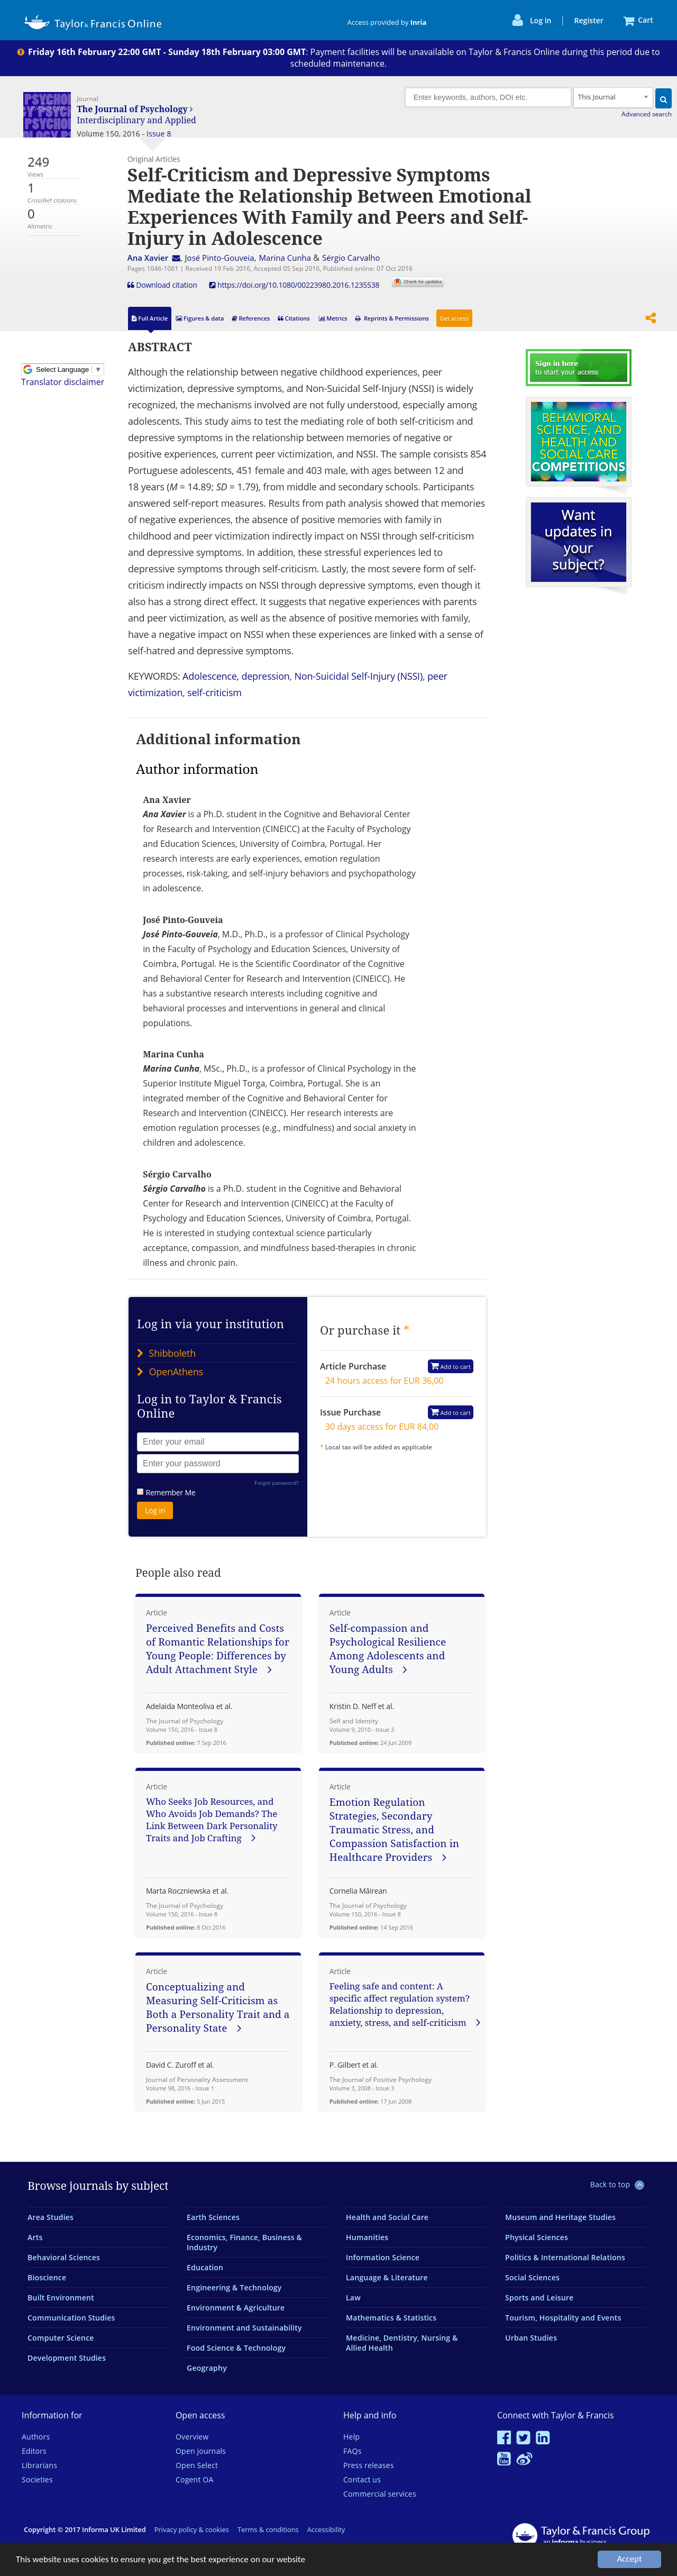 Taylor & Francis Online
Access provided by Inria
Log in | Register
Cart
Friday 16th February 22:00 GMT - Sunday 18th February 03:00 GMT: Payment facilities will be unavailable on Taylor & Francis Online during this period due to
scheduled maintenance.
Journal
The Journal of Psychology ›
Interdisciplinary and Applied
Volume 150, 2016 - Issue 8
Enter keywords, authors, DOI etc.
This Journal
Advanced search
249
Views
1
CrossRef citations
0
Altmetric
Original Articles
Self-Criticism and Depressive Symptoms
Mediate the Relationship Between Emotional
Experiences With Family and Peers and Self-
Injury in Adolescence
Ana Xavier, José Pinto-Gouveia, Marina Cunha & Sérgio Carvalho
Pages 1046-1061 | Received 19 Feb 2016, Accepted 05 Sep 2016, Published online: 07 Oct 2016
Download citation
https://doi.org/10.1080/00223980.2016.1235538
Check for updates
Full Article
Figures & data
References
Citations
Metrics
Reprints & Permissions
Get access
Select Language ▼
Translator disclaimer
ABSTRACT
Although the relationship between negative childhood experiences, peer
victimization, depressive symptoms, and Non-Suicidal Self-Injury (NSSI) is widely
recognized, the mechanisms involved are not fully understood, especially among
adolescents. This study aims to test the mediating role of both self-criticism and
depressive symptoms in the relationship between memories of negative or
positive experiences, current peer victimization, and NSSI. The sample consists 854
Portuguese adolescents, 451 female and 403 male, with ages between 12 and
18 years (M = 14.89; SD = 1.79), from middle and secondary schools. Participants
answered self-report measures. Results from path analysis showed that memories
of negative experiences, the absence of positive memories with family in
childhood and peer victimization indirectly impact on NSSI through self-criticism
and depressive symptoms. In addition, these stressful experiences led to
depressive symptoms through self-criticism. Lastly, the most severe form of self-
criticism indirectly impacts on NSSI through depressive symptoms, even though it
also has a strong direct effect. It suggests that negative experiences with parents
and peer victimization, as well as the absence of positive memories with family,
have a negative impact on NSSI when these experiences are linked with a sense of
self-hatred and depressive symptoms.
KEYWORDS: Adolescence, depression, Non-Suicidal Self-Injury (NSSI), peer
victimization, self-criticism
Sign in here
to start your access
BEHAVIORAL
SCIENCE, AND
HEALTH AND
SOCIAL CARE
COMPETITIONS
Want
updates in
your
subject?
Additional information
Author information
Ana Xavier
Ana Xavier is a Ph.D. student in the Cognitive and Behavioral Center
for Research and Intervention (CINEICC) at the Faculty of Psychology
and Education Sciences, University of Coimbra, Portugal. Her
research interests are early experiences, emotion regulation
processes, risk-taking, and self-injury behaviors and psychopathology
in adolescence.
José Pinto-Gouveia
José Pinto-Gouveia, M.D., Ph.D., is a professor of Clinical Psychology
in the Faculty of Psychology and Education Sciences, University of
Coimbra, Portugal. He is the Scientific Coordinator of the Cognitive
and Behavioral Center for Research and Intervention (CINEICC). He
has a substantive research interests including cognitive and
behavioral processes and interventions in general and clinical
populations.
Marina Cunha
Marina Cunha, MSc., Ph.D., is a professor of Clinical Psychology in the
Superior Institute Miguel Torga, Coimbra, Portugal. She is an
integrated member of the Cognitive and Behavioral Center for
Research and Intervention (CINEICC). Her research interests are
emotion regulation processes (e.g., mindfulness) and social anxiety in
children and adolescence.
Sérgio Carvalho
Sérgio Carvalho is a Ph.D. student in the Cognitive and Behavioral
Center for Research and Intervention (CINEICC) at the Faculty of
Psychology and Education Sciences, University of Coimbra, Portugal.
He is interested in studying contextual science particularly
acceptance, compassion, and mindfulness based-therapies in chronic
illness and chronic pain.
Log in via your institution
Shibboleth
OpenAthens
Log in to Taylor & Francis
Online
Enter your email
Enter your password
Forgot password?
Remember Me
Log in
Or purchase it *
Article Purchase
Add to cart
24 hours access for EUR 36,00
Issue Purchase
Add to cart
30 days access for EUR 84,00
* Local tax will be added as applicable
People also read
Article
Perceived Benefits and Costs
of Romantic Relationships for
Young People: Differences by
Adult Attachment Style
Adelaida Monteoliva et al.
The Journal of Psychology
Volume 150, 2016 - Issue 8
Published online: 7 Sep 2016
Article
Self-compassion and
Psychological Resilience
Among Adolescents and
Young Adults
Kristin D. Neff et al.
Self and Identity
Volume 9, 2010 - Issue 3
Published online: 24 Jun 2009
Article
Who Seeks Job Resources, and
Who Avoids Job Demands? The
Link Between Dark Personality
Traits and Job Crafting
Marta Roczniewska et al.
The Journal of Psychology
Volume 150, 2016 - Issue 8
Published online: 8 Oct 2016
Article
Emotion Regulation
Strategies, Secondary
Traumatic Stress, and
Compassion Satisfaction in
Healthcare Providers
Cornelia Măirean
The Journal of Psychology
Volume 150, 2016 - Issue 8
Published online: 14 Sep 2016
Article
Conceptualizing and
Measuring Self-Criticism as
Both a Personality Trait and a
Personality State
David C. Zuroff et al.
Journal of Personality Assessment
Volume 98, 2016 - Issue 1
Published online: 5 Jun 2015
Article
Feeling safe and content: A
specific affect regulation system?
Relationship to depression,
anxiety, stress, and self-criticism
P. Gilbert et al.
The Journal of Positive Psychology
Volume 3, 2008 - Issue 3
Published online: 17 Jun 2008
Browse journals by subject
Back to top
Area Studies
Arts
Behavioral Sciences
Bioscience
Built Environment
Communication Studies
Computer Science
Development Studies
Earth Sciences
Economics, Finance, Business &
Industry
Education
Engineering & Technology
Environment & Agriculture
Environment and Sustainability
Food Science & Technology
Geography
Health and Social Care
Humanities
Information Science
Language & Literature
Law
Mathematics & Statistics
Medicine, Dentistry, Nursing &
Allied Health
Museum and Heritage Studies
Physical Sciences
Politics & International Relations
Social Sciences
Sports and Leisure
Tourism, Hospitality and Events
Urban Studies
Information for
Authors
Editors
Librarians
Societies
Open access
Overview
Open journals
Open Select
Cogent OA
Help and info
Help
FAQs
Press releases
Contact us
Commercial services
Connect with Taylor & Francis
Copyright © 2017 Informa UK Limited
Privacy policy & cookies
Terms & conditions
Accessibility
Taylor & Francis Group
an informa business
This website uses cookies to ensure you get the best experience on our website
Accept